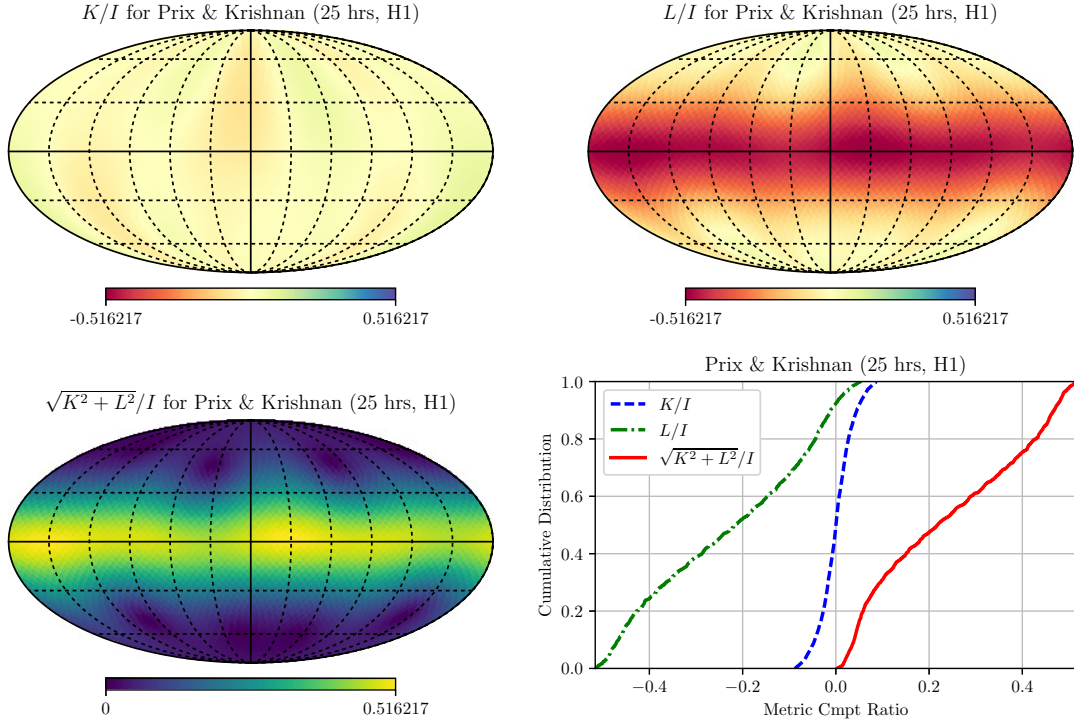 K/I for Prix & Krishnan (25 hrs, H1)
-0.516217 0.516217
L/I for Prix & Krishnan (25 hrs, H1)
-0.516217 0.516217
√K² + L²/I for Prix & Krishnan (25 hrs, H1)
0 0.516217
Prix & Krishnan (25 hrs, H1)
K/I
L/I
√K² + L²/I
Cumulative Distribution
1.0
0.8
0.6
0.4
0.2
0.0
−0.4 −0.2 0.0 0.2 0.4
Metric Cmpt Ratio